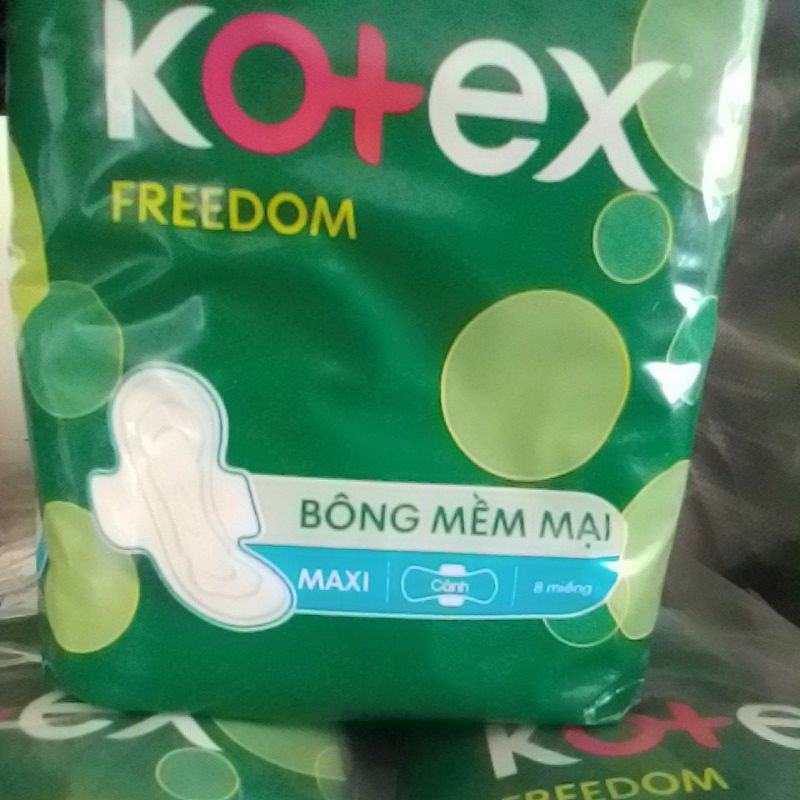 Kotex
FREEDOM
BÔNG MỀM MẠI
MAXI
Cánh
8 miếng
Kotex
FREEDOM